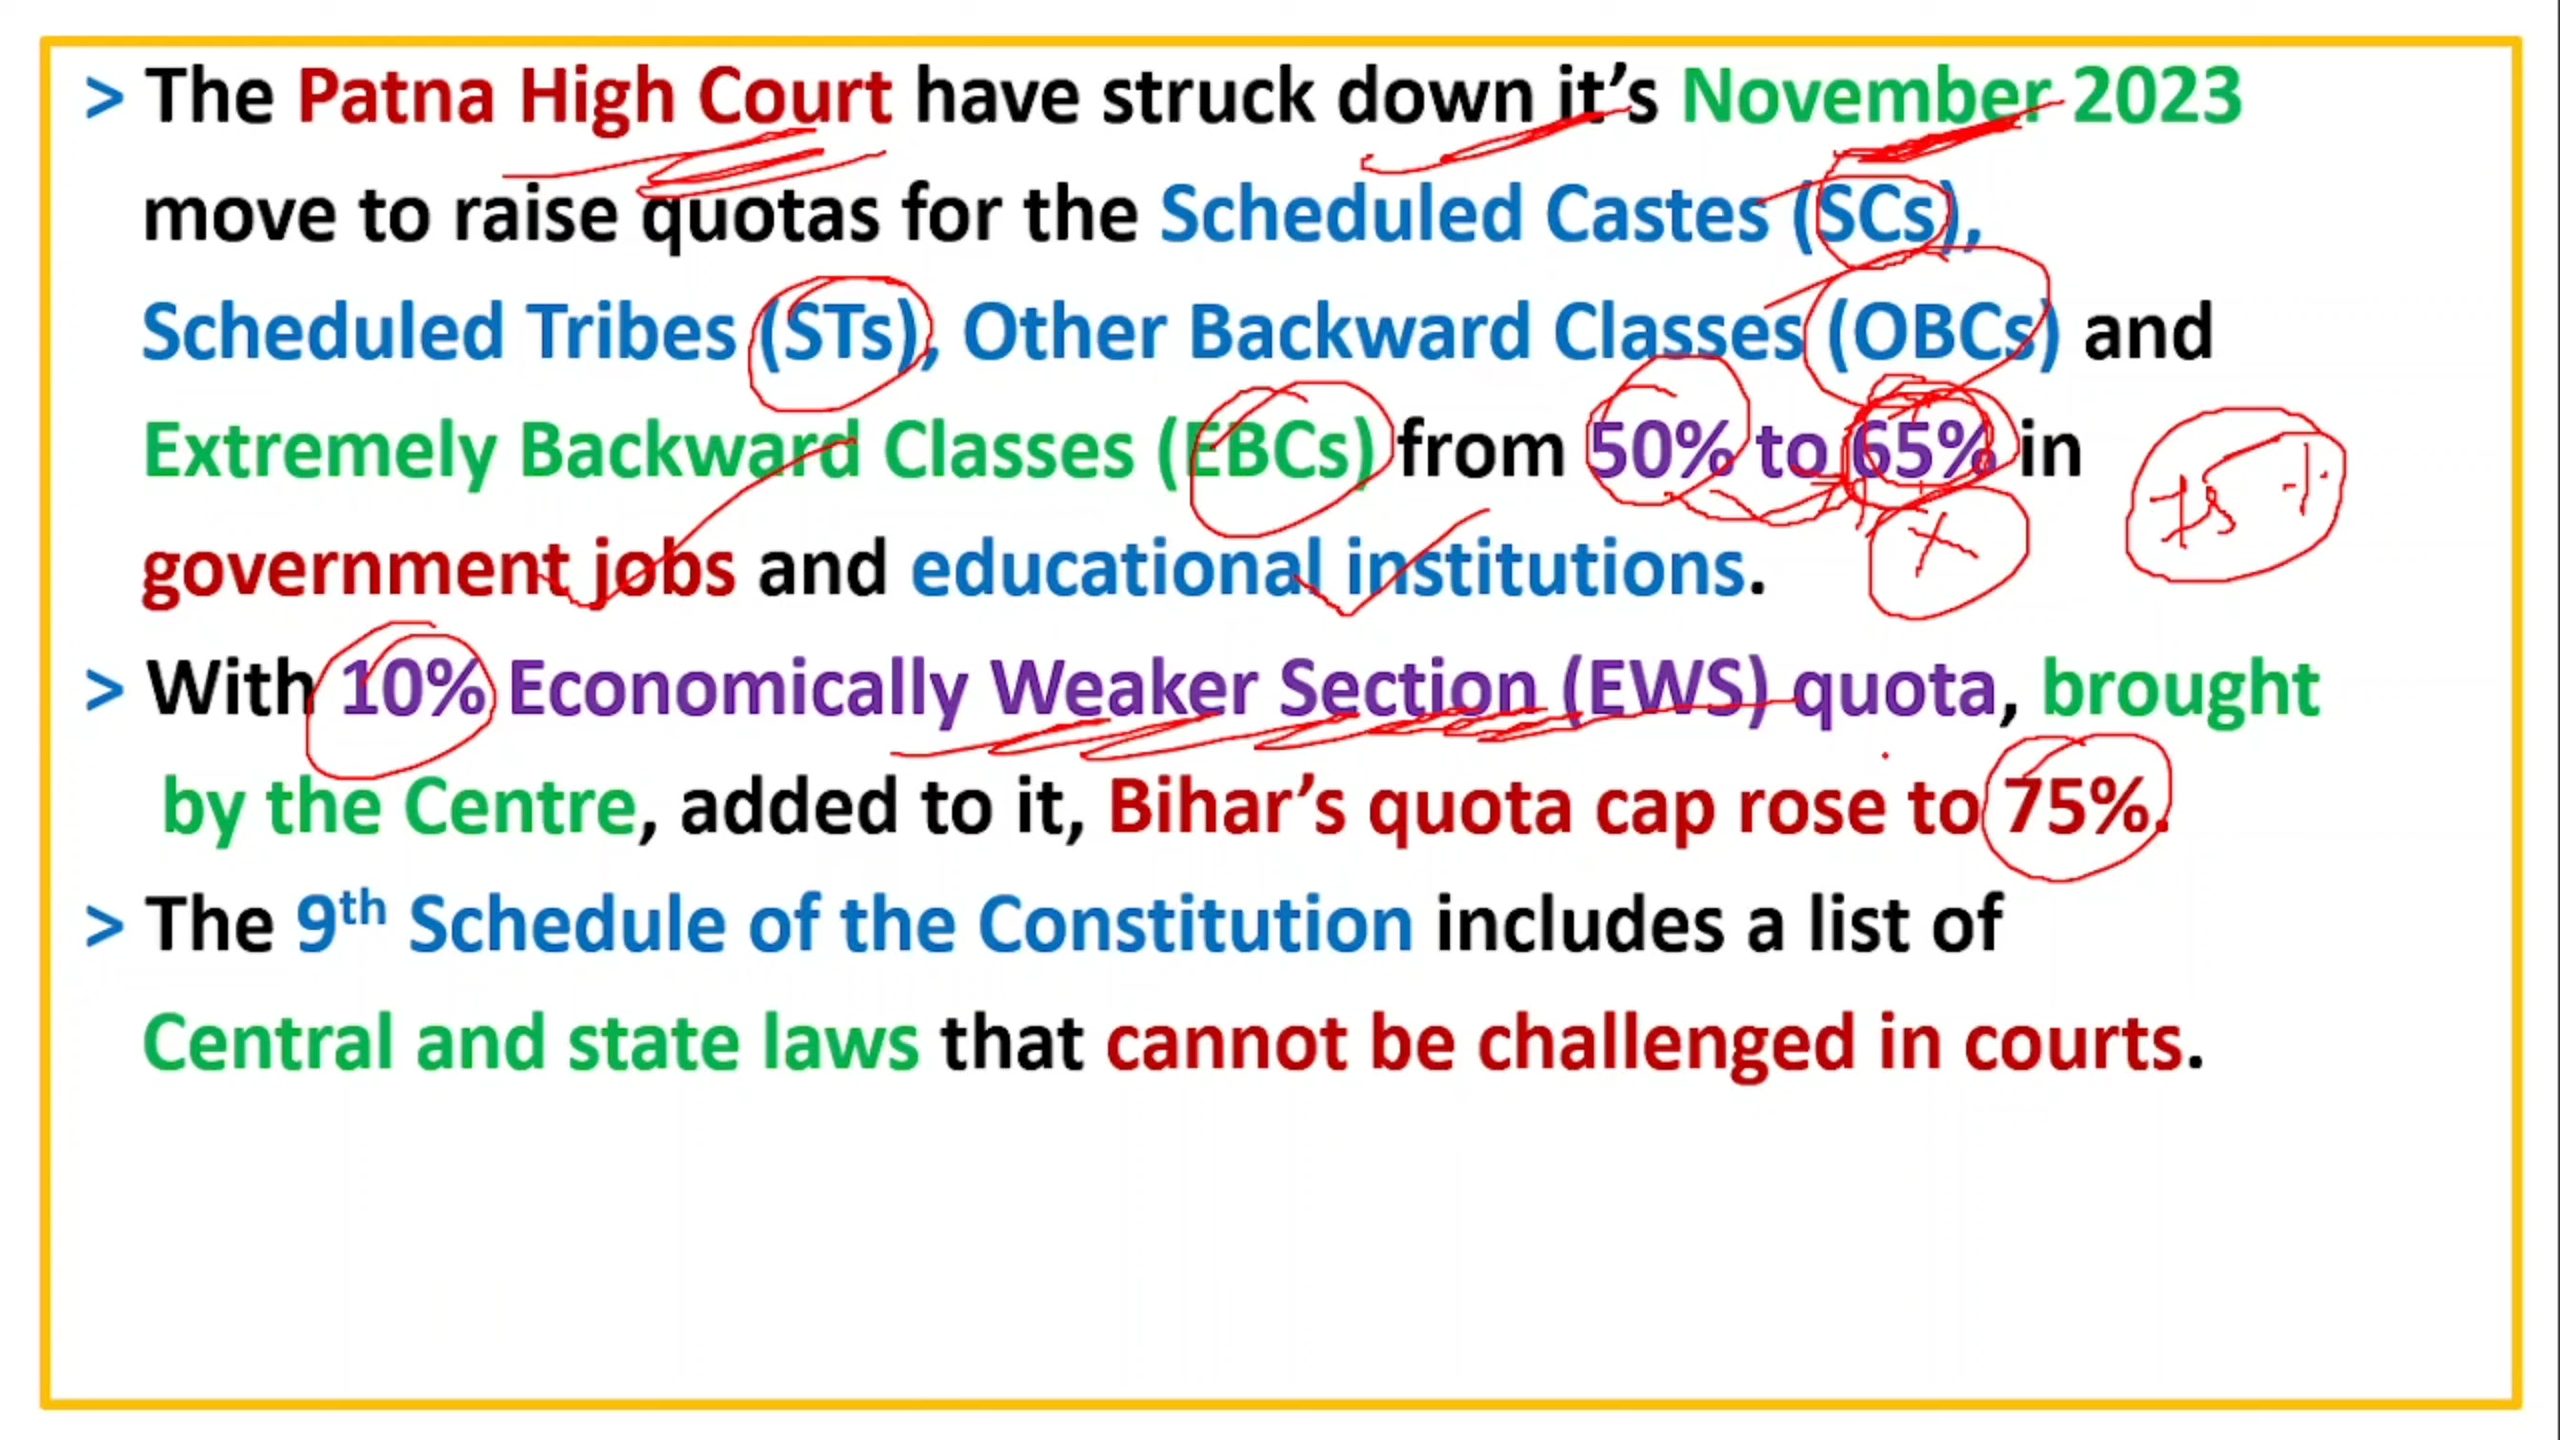 > The Patna High Court have struck down it’s November 2023
move to raise quotas for the Scheduled Castes (SCs),
Scheduled Tribes (STs), Other Backward Classes (OBCs) and
Extremely Backward Classes (EBCs) from 50% to 65% in
government jobs and educational institutions.
> With 10% Economically Weaker Section (EWS) quota, brought
by the Centre, added to it, Bihar’s quota cap rose to 75%.
> The 9th Schedule of the Constitution includes a list of
Central and state laws that cannot be challenged in courts.